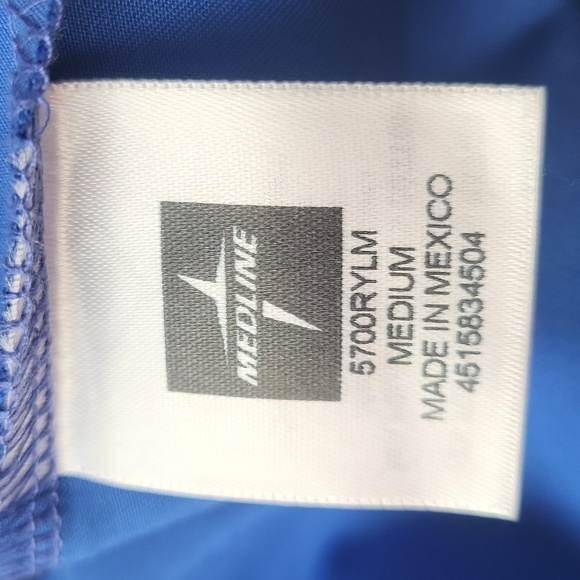 MEDLINE
5700RYLM
MEDIUM
MADE IN MEXICO
4515834504